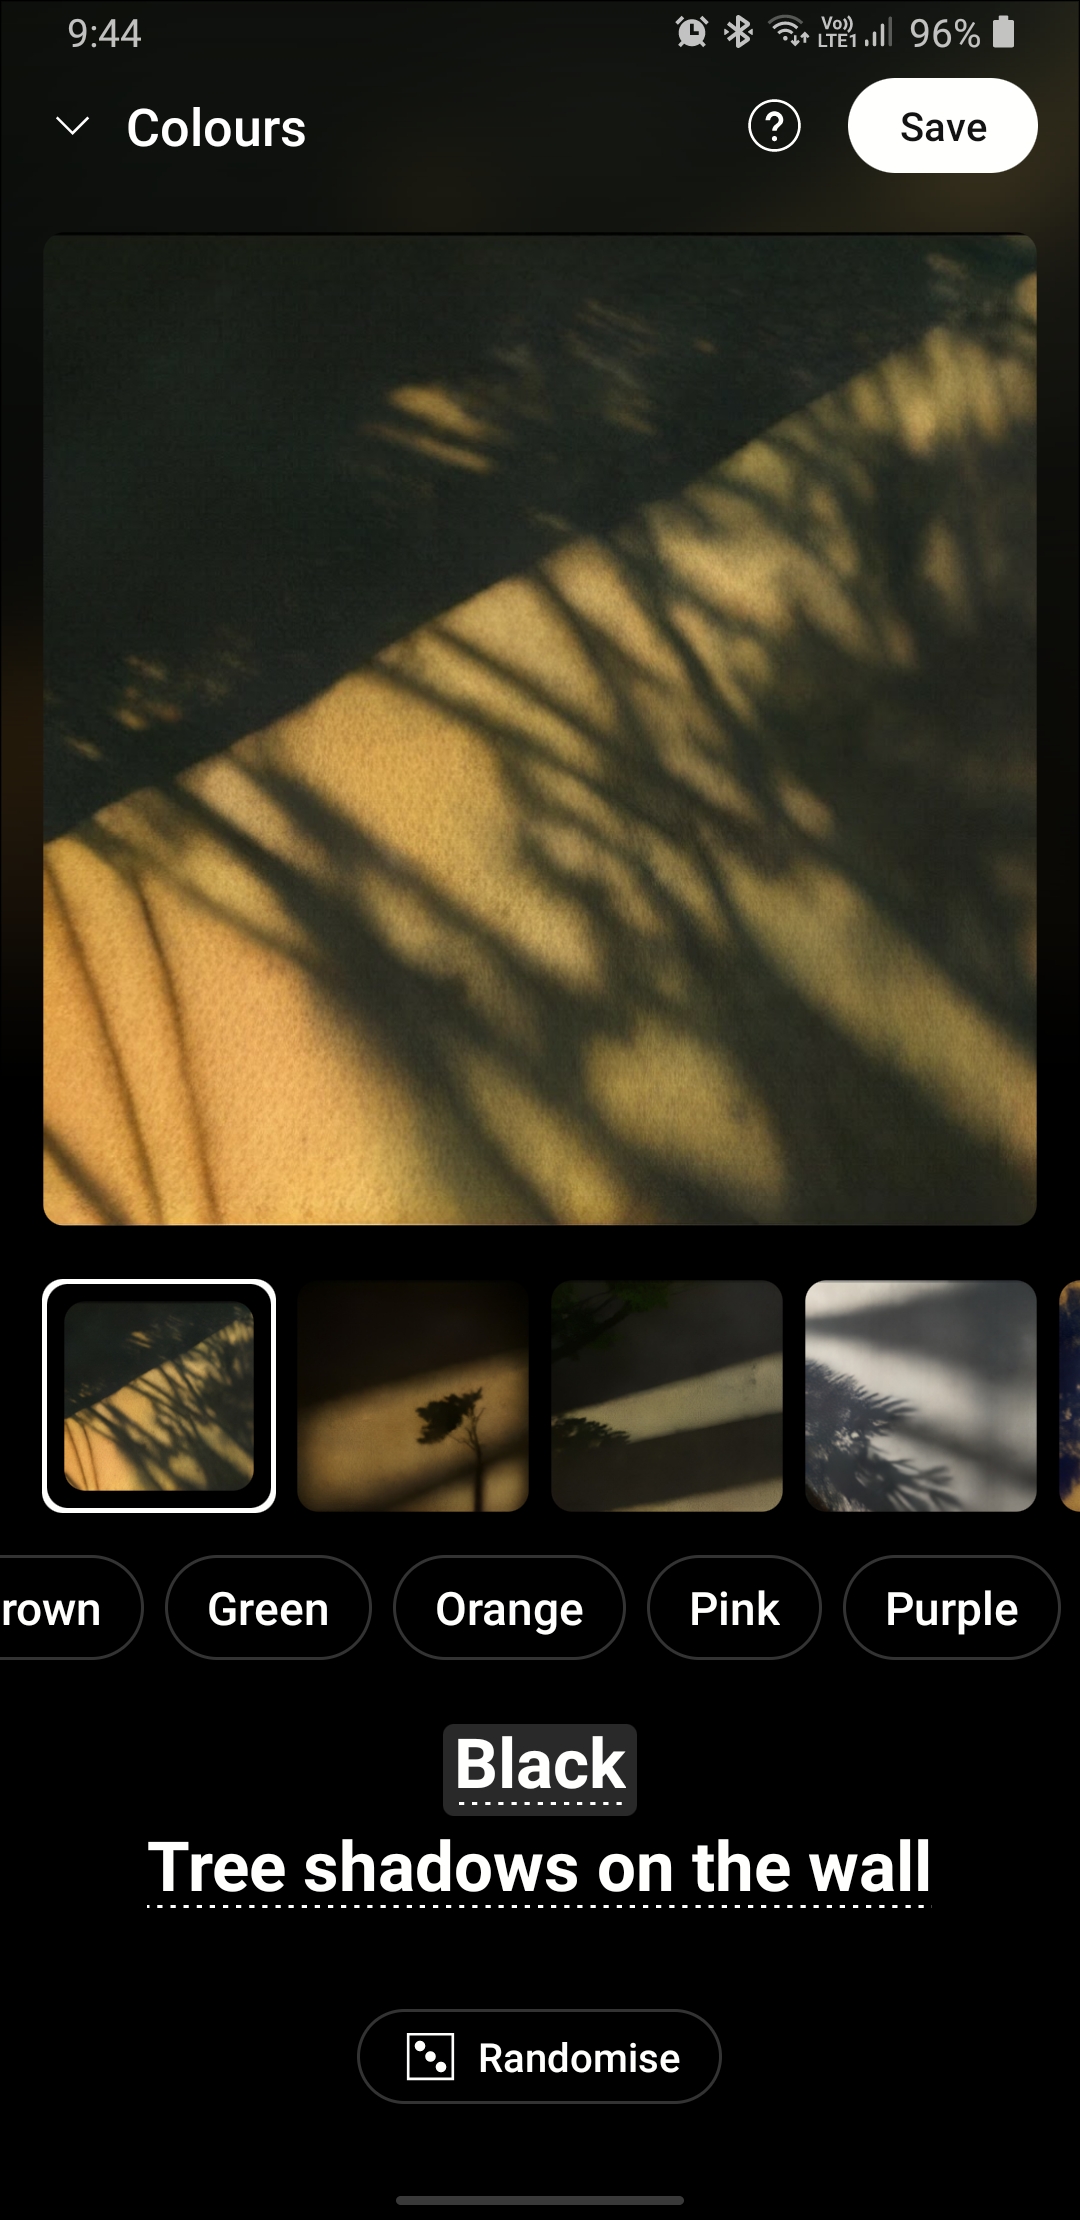 9:44
Vo))
LTE1
96%
Colours
?
Save
rown
Green
Orange
Pink
Purple
Black
Tree shadows on the wall
Randomise